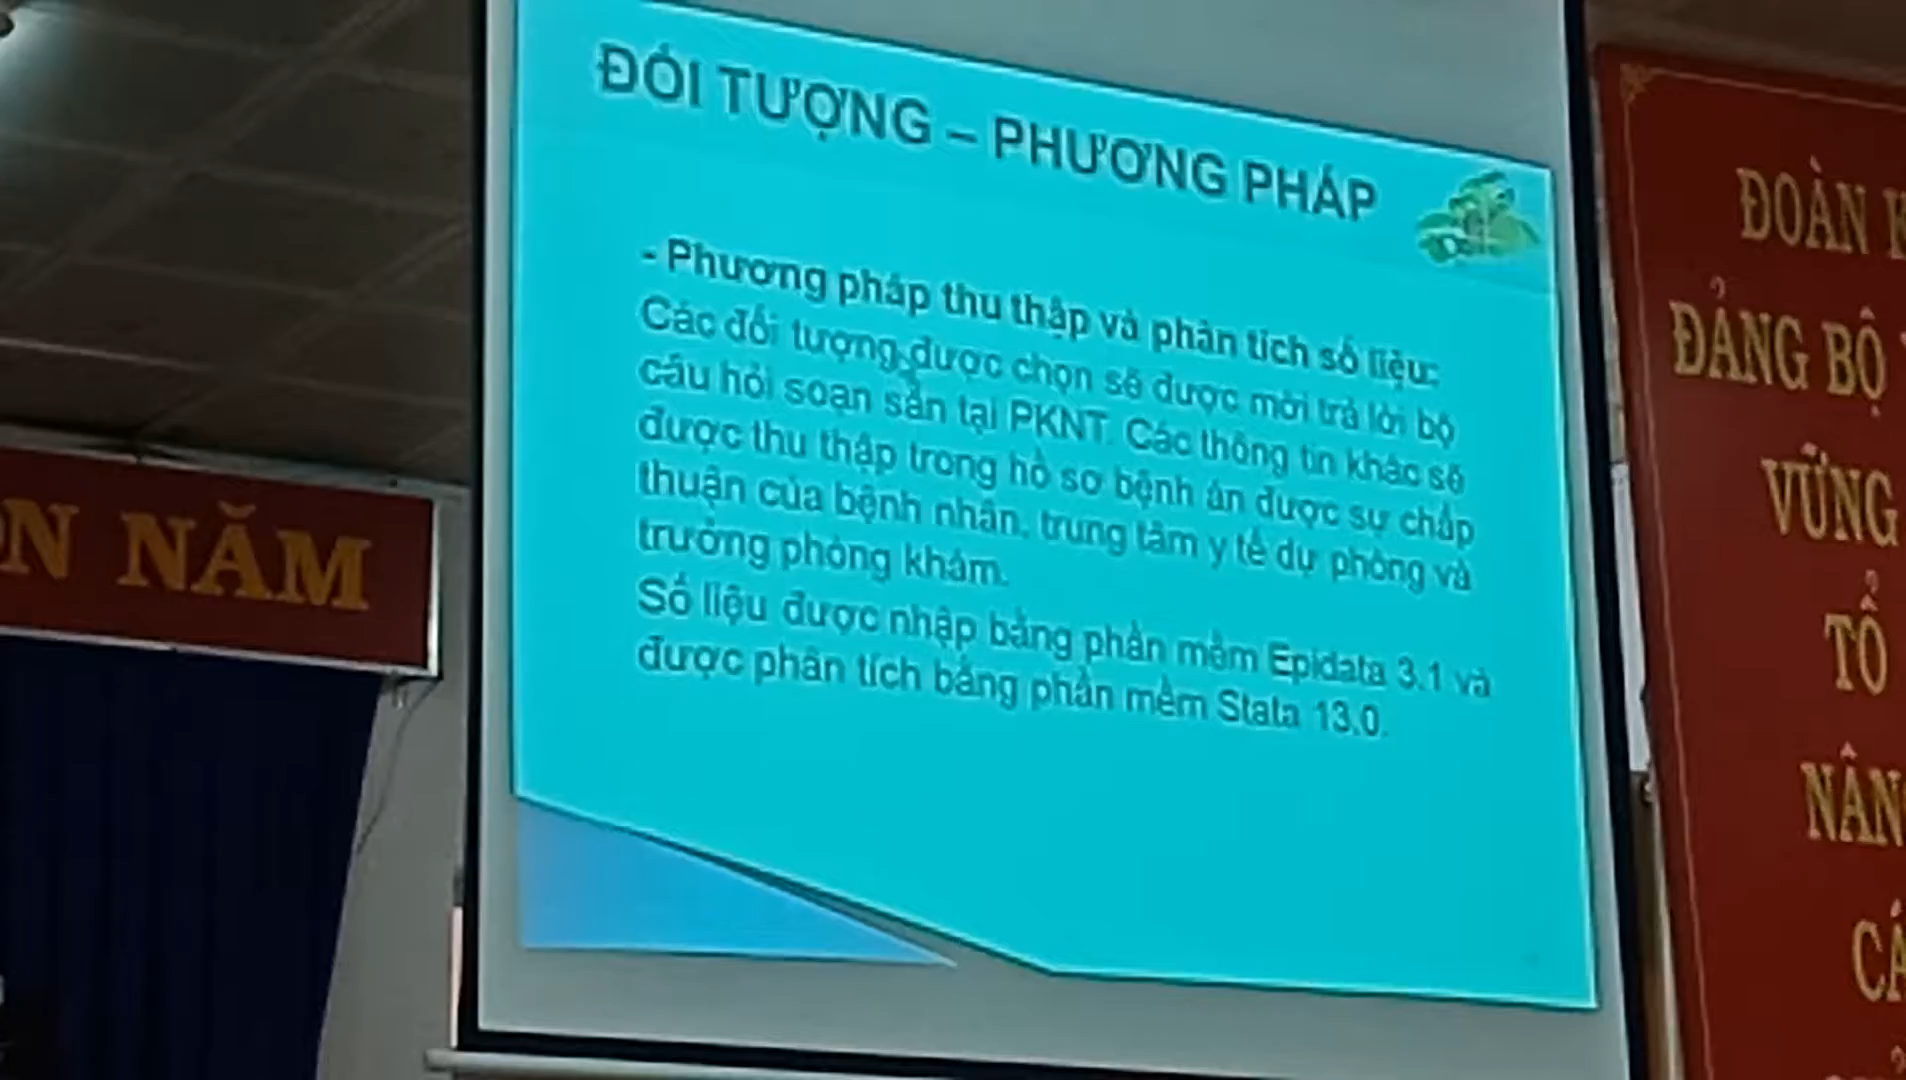 ĐỐI TƯỢNG – PHƯƠNG PHÁP
- Phương pháp thu thập và phân tích số liệu:
Các đối tượng được chọn sẽ được mời trả lời bộ
câu hỏi soạn sẵn tại PKNT. Các thông tin khác sẽ
được thu thập trong hồ sơ bệnh án được sự chấp
thuận của bệnh nhân, trung tâm y tế dự phòng và
trưởng phòng khám.
Số liệu được nhập bằng phần mềm Epidata 3.1 và
được phân tích bằng phần mềm Stata 13.0.
NĂM
ĐOÀN
ĐẢNG BỘ
VỮNG
TỔ